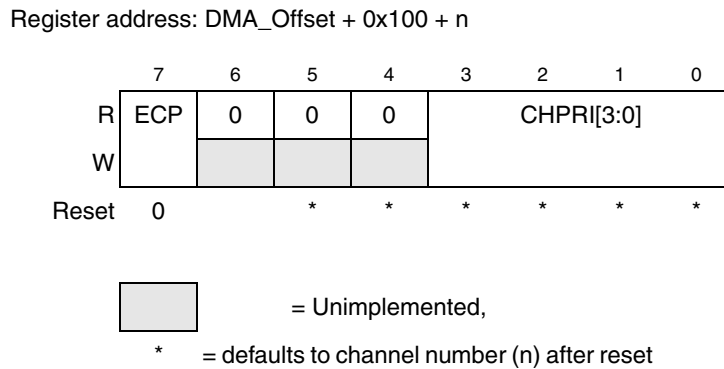 Register address: DMA_Offset + 0x100 + n
7 6 5 4 3 2 1 0
R ECP 0 0 0 CHPRI[3:0]
W
Reset 0 * * * * * *
= Unimplemented,
* = defaults to channel number (n) after reset